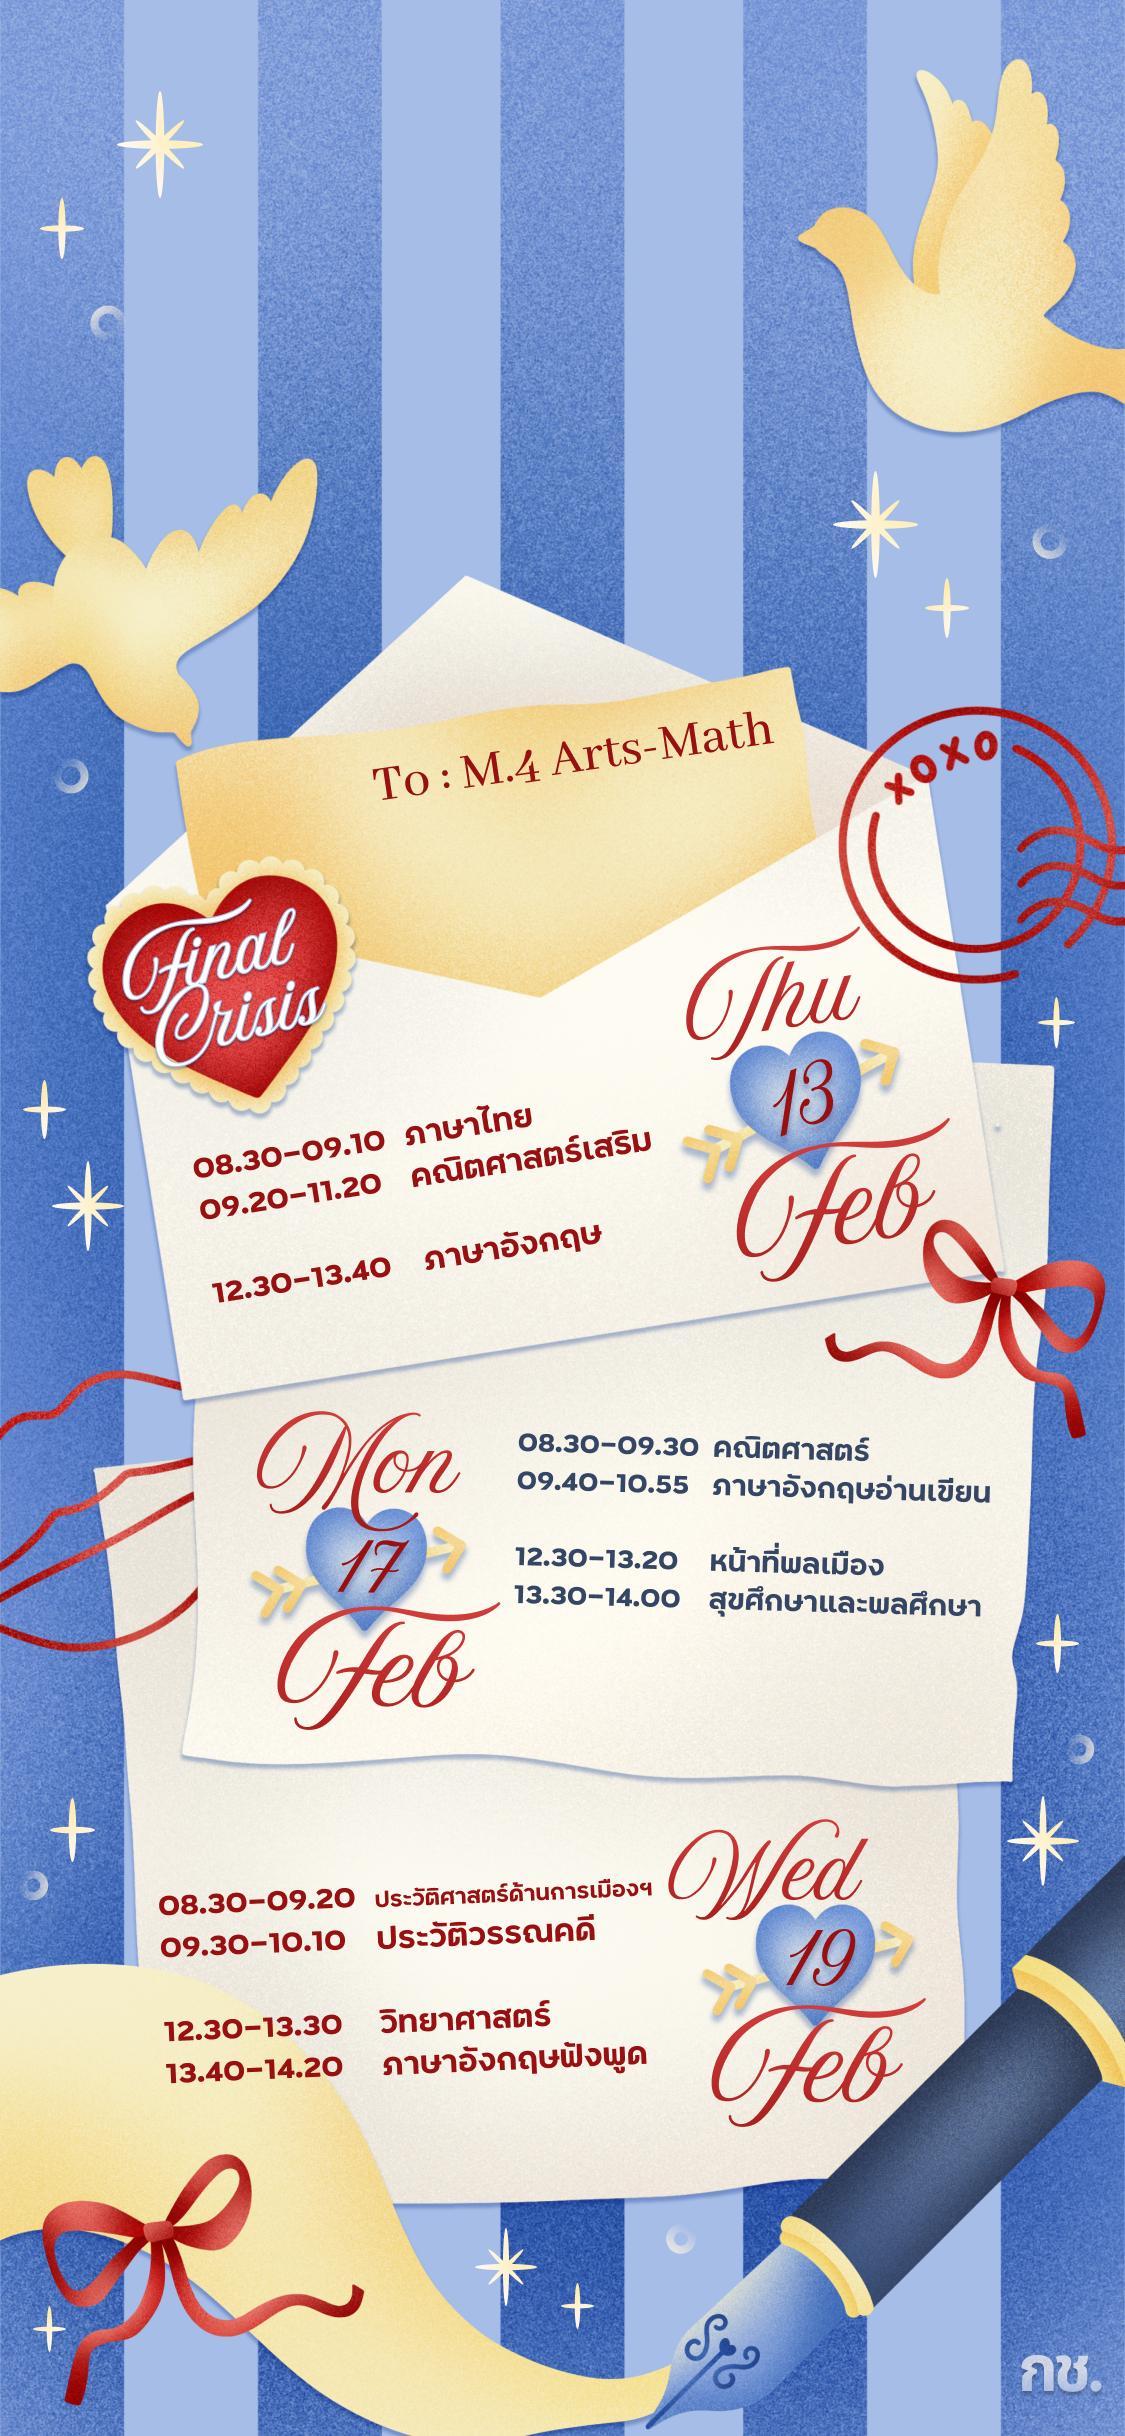 To : M.4 Arts-Math
xoxo
Final
Crisis
Thu
13
Feb
08.30-09.10 ภาษาไทย
09.20-11.20 คณิตศาสตร์เสริม
12.30-13.40 ภาษาอังกฤษ
Mon
17
Feb
08.30-09.30 คณิตศาสตร์
09.40-10.55 ภาษาอังกฤษอ่านเขียน
12.30-13.20 หน้าที่พลเมือง
13.30-14.00 สุขศึกษาและพลศึกษา
Wed
19
Feb
08.30-09.20 ประวัติศาสตร์ด้านการเมืองฯ
09.30-10.10 ประวัติวรรณคดี
12.30-13.30 วิทยาศาสตร์
13.40-14.20 ภาษาอังกฤษฟังพูด
กช.